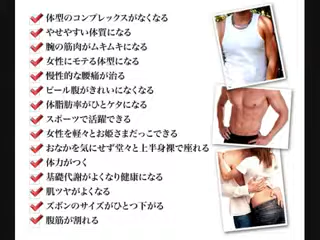 体型のコンプレックスがなくなる
やせやすい体質になる
腕の筋肉がムキムキになる
女性にモテる体型になる
慢性的な腰痛が治る
ビール腹がきれいになくなる
体脂肪率がひとケタになる
スポーツで活躍できる
女性を軽々とお姫さまだっこできる
おなかを気にせず堂々と上半身裸で座れる
体力がつく
基礎代謝がよくなり健康になる
肌ツヤがよくなる
ズボンのサイズがひとつ下がる
腹筋が割れる